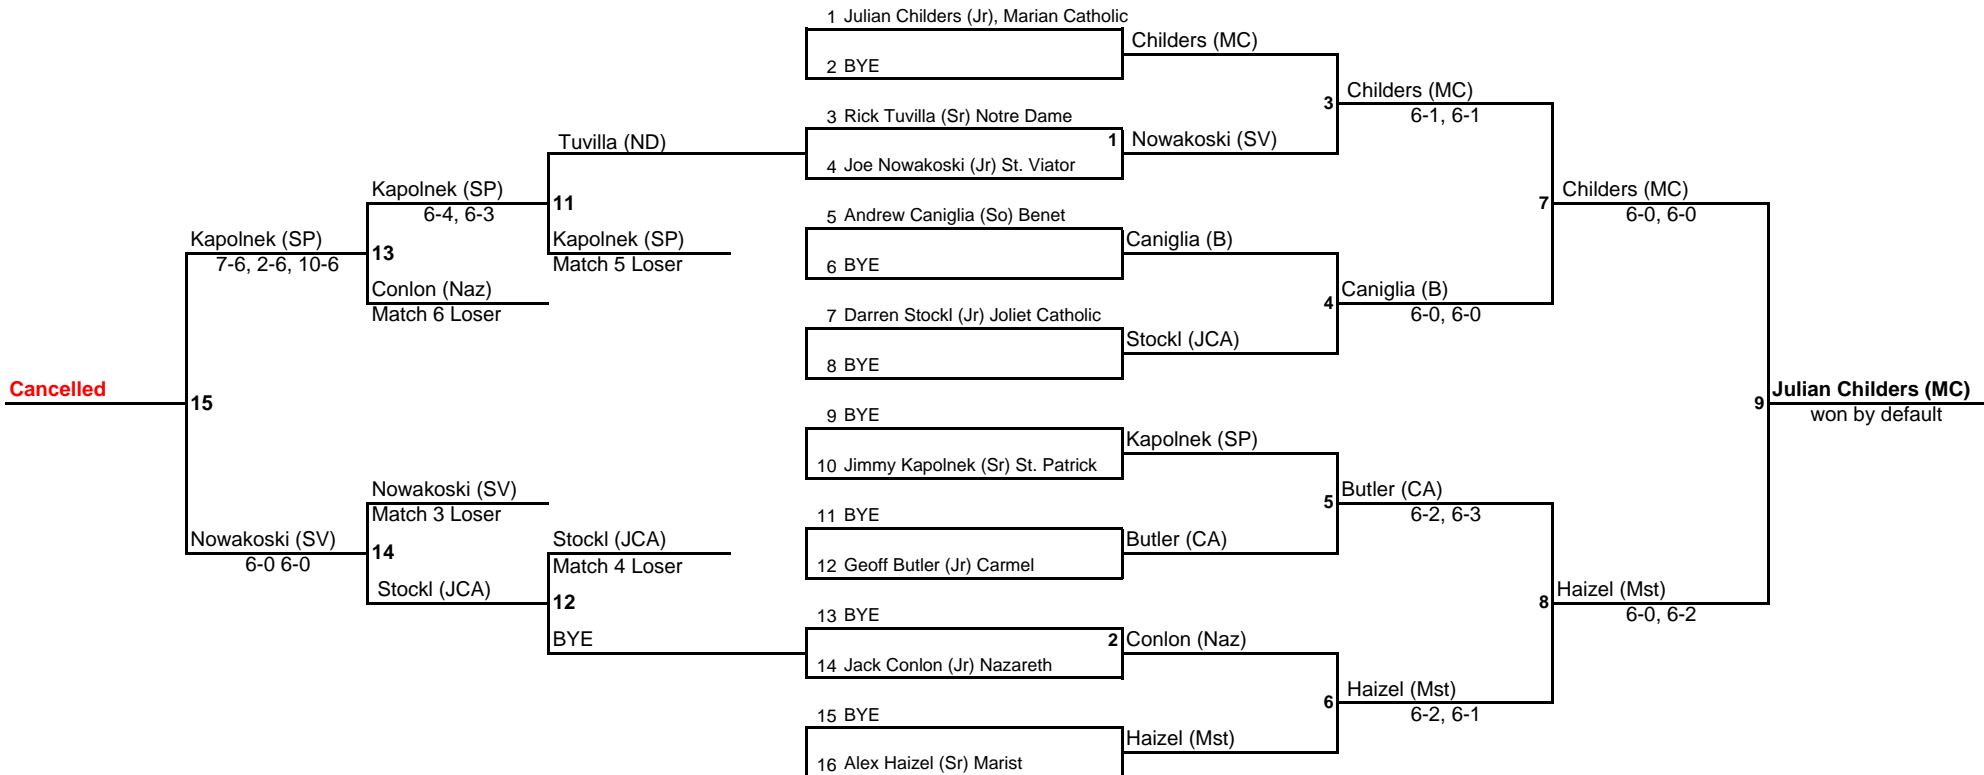 1 Julian Childers (Jr), Marian Catholic
Childers (MC)
2 BYE
Childers (MC)
3
6-1, 6-1
3 Rick Tuvilla (Sr) Notre Dame
Tuvilla (ND)
1 Nowakoski (SV)
4 Joe Nowakoski (Jr) St. Viator
Kapolnek (SP)
6-4, 6-3
11
Childers (MC)
7
6-0, 6-0
5 Andrew Caniglia (So) Benet
Kapolnek (SP)
7-6, 2-6, 10-6
13
Kapolnek (SP)
Match 5 Loser
Caniglia (B)
6 BYE
Conlon (Naz)
Match 6 Loser
Caniglia (B)
4
6-0, 6-0
7 Darren Stockl (Jr) Joliet Catholic
Stockl (JCA)
8 BYE
Cancelled
15
9 Julian Childers (MC)
won by default
9 BYE
Kapolnek (SP)
10 Jimmy Kapolnek (Sr) St. Patrick
Nowakoski (SV)
Match 3 Loser
Butler (CA)
5
6-2, 6-3
11 BYE
Nowakoski (SV)
6-0 6-0
14
Stockl (JCA)
Match 4 Loser
Butler (CA)
12 Geoff Butler (Jr) Carmel
Stockl (JCA)
12
Haizel (Mst)
8
6-0, 6-2
13 BYE
BYE
2 Conlon (Naz)
14 Jack Conlon (Jr) Nazareth
Haizel (Mst)
6
6-2, 6-1
15 BYE
Haizel (Mst)
16 Alex Haizel (Sr) Marist